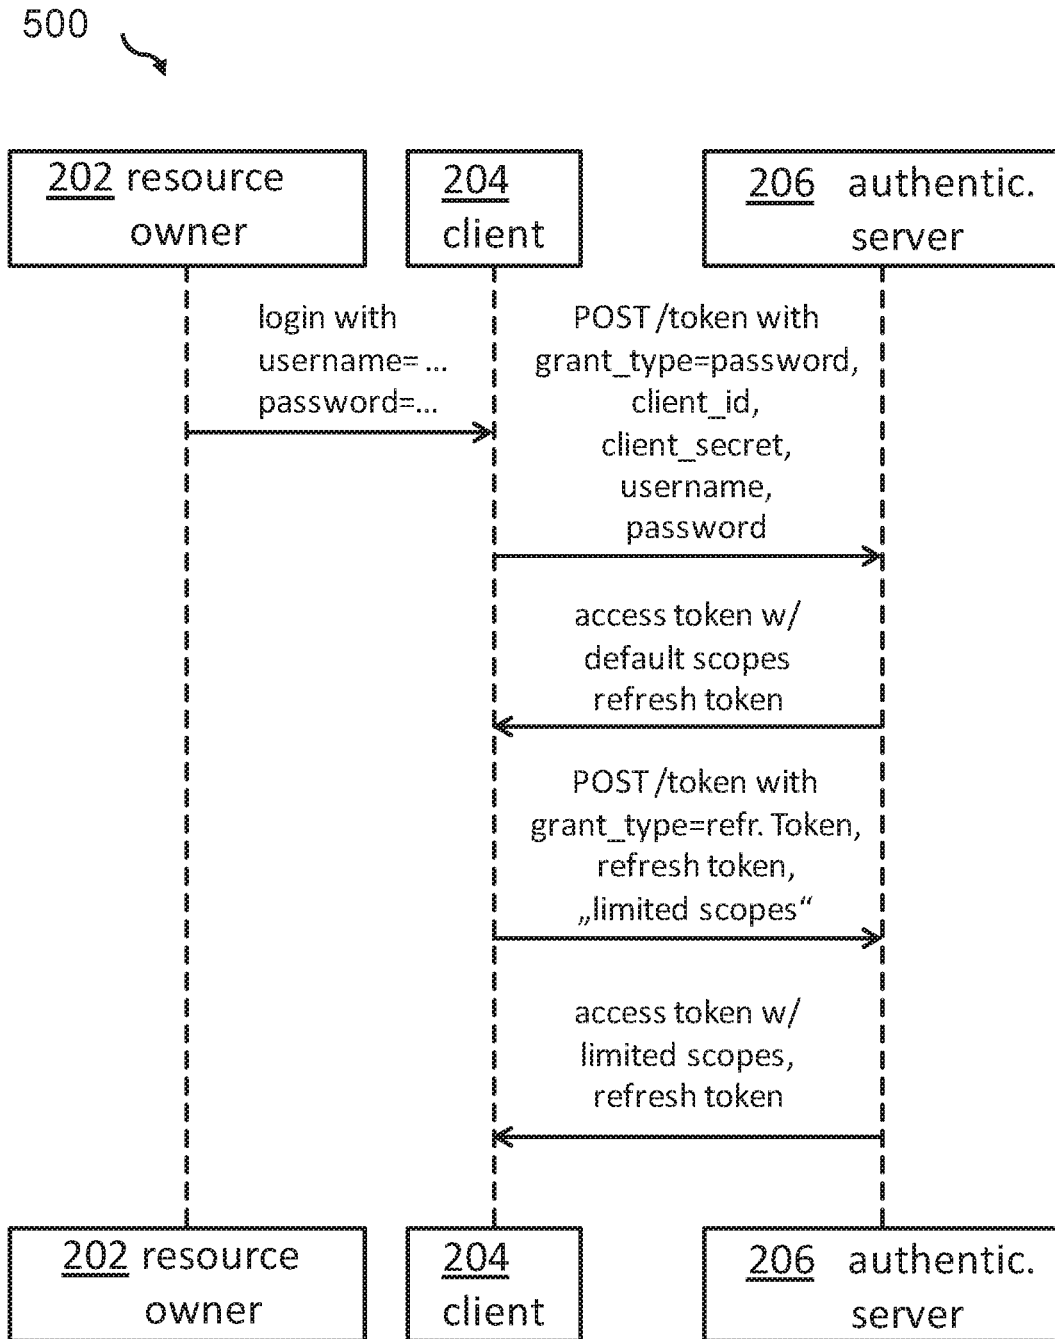 500
202 resource
owner
204
client
206 authentic.
server
login with
username= ...
password=...
POST /token with
grant_type=password,
client_id,
client_secret,
username,
password
access token w/
default scopes
refresh token
POST /token with
grant_type=refr. Token,
refresh token,
„limited scopes“
access token w/
limited scopes,
refresh token
202 resource
owner
204
client
206 authentic.
server